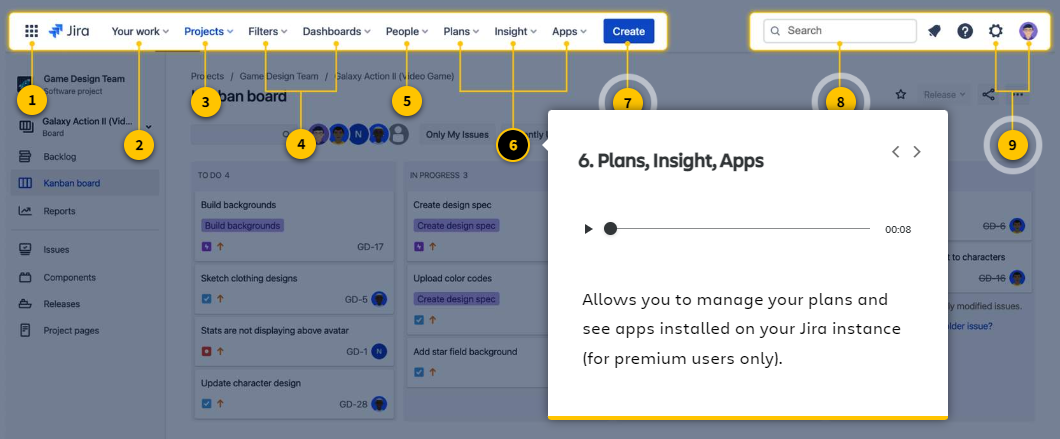 Jira
Your work
Projects
Filters
Dashboards
People
Plans
Insight
Apps
Create
Search
1
2
3
4
5
6
7
8
9
Game Design Team
Software project
Galaxy Action II (Vid...
Board
Backlog
Kanban board
Reports
Issues
Components
Releases
Project pages
Projects / Game Design Team / Galaxy Action II (Video Game)
board
Release
N
Only My Issues
TO DO 4
Build backgrounds
Build backgrounds
GD-17
Sketch clothing designs
GD-5
Stats are not displaying above avatar
GD-1
N
Update character design
GD-28
IN PROGRESS 3
Create design spec
Create design spec
Upload color codes
Create design spec
Add star field background
6. Plans, Insight, Apps
00:08
Allows you to manage your plans and
see apps installed on your Jira instance
(for premium users only).
GD-6
to characters
GD-16
modified issues.
older issue?